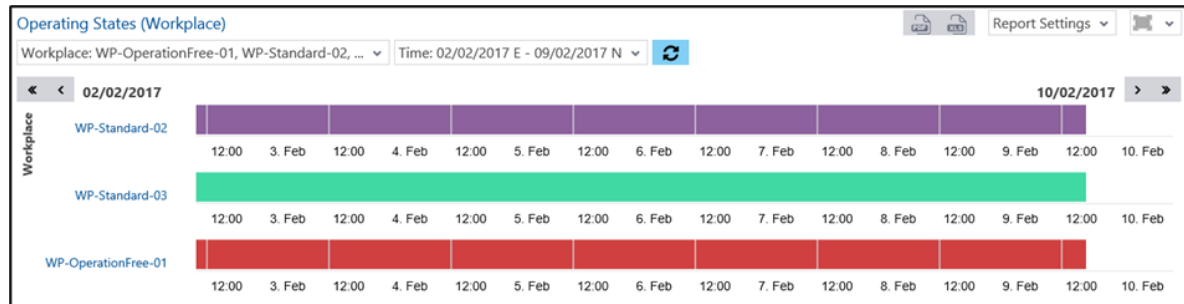 Operating States (Workplace)
PDF XLS Report Settings
Workplace: WP-OperationFree-01, WP-Standard-02, ... Time: 02/02/2017 E - 09/02/2017 N
02/02/2017 10/02/2017
Workplace
WP-Standard-02
12:00 3. Feb 12:00 4. Feb 12:00 5. Feb 12:00 6. Feb 12:00 7. Feb 12:00 8. Feb 12:00 9. Feb 12:00 10. Feb
WP-Standard-03
12:00 3. Feb 12:00 4. Feb 12:00 5. Feb 12:00 6. Feb 12:00 7. Feb 12:00 8. Feb 12:00 9. Feb 12:00 10. Feb
WP-OperationFree-01
12:00 3. Feb 12:00 4. Feb 12:00 5. Feb 12:00 6. Feb 12:00 7. Feb 12:00 8. Feb 12:00 9. Feb 12:00 10. Feb